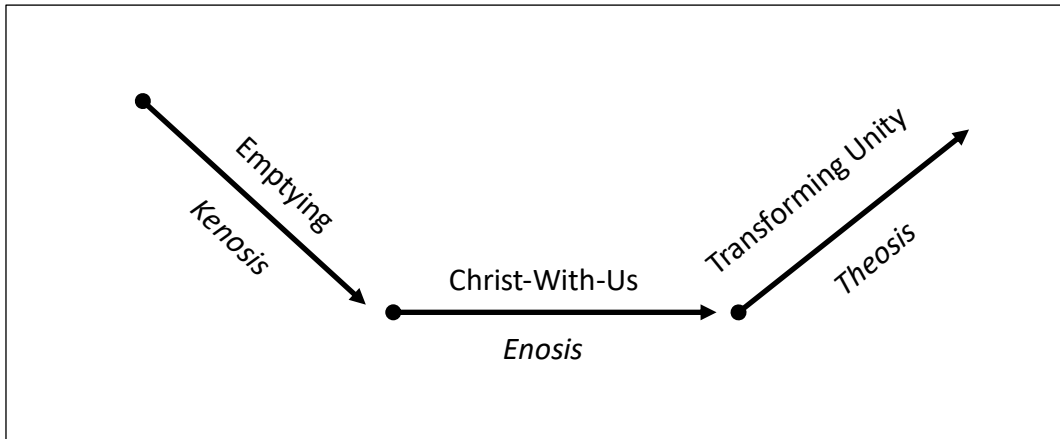 Emptying
Kenosis
Christ-With-Us
Enosis
Transforming Unity
Theosis